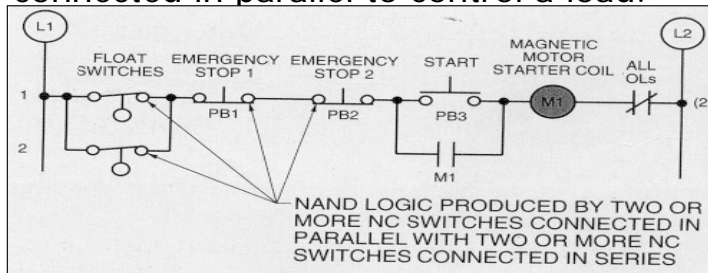 connected in parallel to control a load.
L1
L2
FLOAT
SWITCHES
EMERGENCY
STOP 1
EMERGENCY
STOP 2
START
MAGNETIC
MOTOR
STARTER COIL
ALL
OLs
1
PB1
PB2
PB3
M1
(2
2
M1
NAND LOGIC PRODUCED BY TWO OR
MORE NC SWITCHES CONNECTED IN
PARALLEL WITH TWO OR MORE NC
SWITCHES CONNECTED IN SERIES